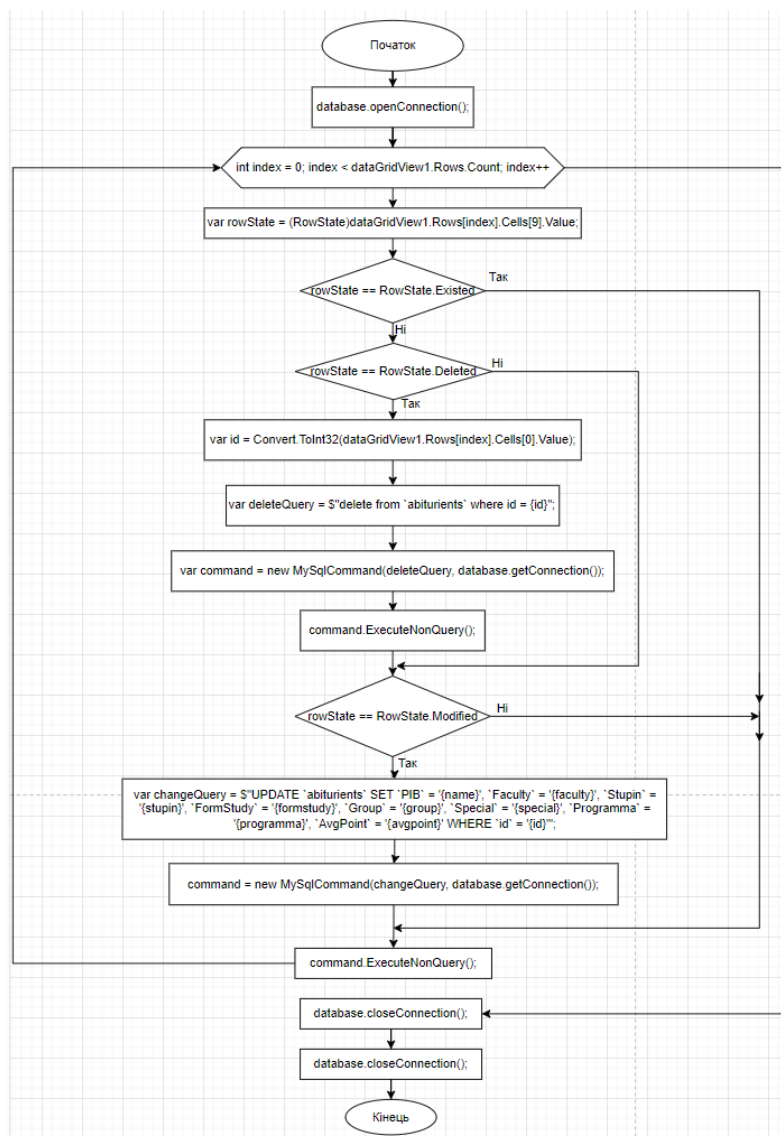 Початок
database.openConnection();
int index = 0; index < dataGridView1.Rows.Count; index++
var rowState = (RowState)dataGridView1.Rows[index].Cells[9].Value;
Так
rowState == RowState.Existed
Ні
Ні
rowState == RowState.Deleted
Так
var id = Convert.ToInt32(dataGridView1.Rows[index].Cells[0].Value);
var deleteQuery = $"delete from `abiturients` where id = {id}";
var command = new MySqlCommand(deleteQuery, database.getConnection());
command.ExecuteNonQuery();
Ні
rowState == RowState.Modified
Так
var changeQuery = $"UPDATE `abiturients` SET `PIB` = '{name}', `Faculty` = '{faculty}', `Stupin` =
'{stupin}', `FormStudy` = '{formstudy}', `Group` = '{group}', `Special` = '{special}', `Programma` =
'{programma}', `AvgPoint` = '{avgpoint}' WHERE `id` = '{id}'";
command = new MySqlCommand(changeQuery, database.getConnection());
command.ExecuteNonQuery();
database.closeConnection();
database.closeConnection();
Кінець